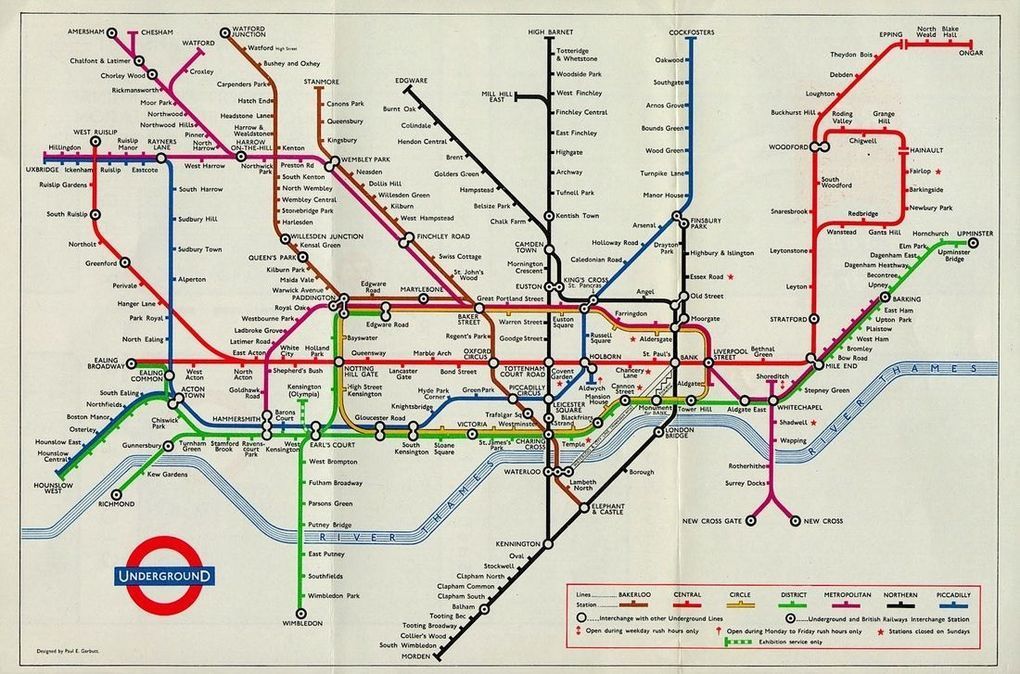 AMERSHAM
CHESHAM
Chalfont & Latimer
Chorley Wood
Rickmansworth
WATFORD
Croxley
Moor Park
Northwood
Northwood Hills
Pinner
North Harrow
HARROW ON-THE-HILL
Northwick Park
Preston Rd
WATFORD JUNCTION
Watford High Street
Bushey and Oxhey
Carpenders Park
Hatch End
Headstone Lane
Harrow & Wealdstone
Kenton
South Kenton
North Wembley
Wembley Central
Stonebridge Park
Harlesden
WILLESDEN JUNCTION
Kensal Green
QUEEN'S PARK
Kilburn Park
Maida Vale
Warwick Avenue
PADDINGTON
STANMORE
Canons Park
Queensbury
Kingsbury
WEMBLEY PARK
Neasden
Dollis Hill
Willesden Green
Kilburn
West Hampstead
FINCHLEY ROAD
Swiss Cottage
St. John's Wood
EDGWARE
Burnt Oak
Colindale
Hendon Central
Brent
Golders Green
Hampstead
Belsize Park
Chalk Farm
HIGH BARNET
Totteridge & Whetstone
Woodside Park
MILL HILL EAST
West Finchley
Finchley Central
East Finchley
Highgate
Archway
Tufnell Park
Kentish Town
CAMDEN TOWN
Mornington Crescent
EUSTON
KING'S CROSS
St. Pancras
COCKFOSTERS
Oakwood
Southgate
Arnos Grove
Bounds Green
Wood Green
Turnpike Lane
Manor House
FINSBURY PARK
Arsenal
Holloway Road
Caledonian Road
Drayton Park
Highbury & Islington
Essex Road
Old Street
Angel
Moorgate
EPPING
North Weald
Blake Hall
ONGAR
Theydon Bois
Debden
Loughton
Buckhurst Hill
Roding Valley
Grange Hill
Chigwell
WOODFORD
HAINAULT
Fairlop
Barkingside
Newbury Park
South Woodford
Snaresbrook
Redbridge
Wanstead
Gants Hill
Leytonstone
Leyton
STRATFORD
MILE END
UPMINSTER
Upminster Bridge
Hornchurch
Elm Park
Dagenham East
Dagenham Heathway
Becontree
Upney
BARKING
East Ham
Upton Park
Plaistow
West Ham
Bromley
Bow Road
Stepney Green
WEST RUISLIP
Ruislip Gardens
South Ruislip
Northolt
Greenford
Perivale
Hanger Lane
Hillingdon
Ruislip Manor
RAYNERS LANE
UXBRIDGE
Ickenham
Ruislip
Eastcote
West Harrow
South Harrow
Sudbury Hill
Sudbury Town
Alperton
Park Royal
North Ealing
EALING BROADWAY
EALING COMMON
West Acton
North Acton
East Acton
White City
Holland Park
Shepherd's Bush
NOTTING HILL GATE
Queensway
Lancaster Gate
Marble Arch
Bond Street
OXFORD CIRCUS
TOTTENHAM COURT ROAD
HOLBORN
Chancery Lane
St. Paul's
BANK
LIVERPOOL STREET
Bethnal Green
Royal Oak
Westbourne Park
Ladbroke Grove
Latimer Road
Goldhawk Road
Edgware Road
MARYLEBONE
Edgware Road
BAKER STREET
Regent's Park
Great Portland Street
Warren Street
Goodge Street
Euston Square
Russell Square
Farringdon
Aldersgate
Bayswater
High Street Kensington
Kensington (Olympia)
South Ealing
Northfields
Boston Manor
Osterley
Hounslow East
Hounslow Central
HOUNSLOW WEST
ACTON TOWN
Chiswick Park
Gunnersbury
Kew Gardens
RICHMOND
Turnham Green
Stamford Brook
Ravenscourt Park
HAMMERSMITH
Barons Court
West Kensington
EARL'S COURT
Gloucester Road
South Kensington
Sloane Square
VICTORIA
St. James's Park
Westminster
CHARING CROSS
Temple
Knightsbridge
Hyde Park Corner
Green Park
PICCADILLY CIRCUS
Covent Garden
LEICESTER SQUARE
Trafalgar Sq
Strand
Aldwych
Blackfriars
Mansion House
Cannon Street
Monument
for BANK
Tower Hill
Aldgate
Aldgate East
Shoreditch
WHITECHAPEL
Shadwell
Wapping
Rotherhithe
Surrey Docks
NEW CROSS GATE
NEW CROSS
RIVER THAMES
RIVER THAMES
WATERLOO
Lambeth North
ELEPHANT & CASTLE
LONDON BRIDGE
Borough
KENNINGTON
Oval
Stockwell
Clapham North
Clapham Common
Clapham South
Balham
Tooting Bec
Tooting Broadway
Collier's Wood
South Wimbledon
MORDEN
West Brompton
Fulham Broadway
Parsons Green
Putney Bridge
East Putney
Southfields
Wimbledon Park
WIMBLEDON
UNDERGROUND
Designed by Paul E. Garbutt.
Lines
BAKERLOO
CENTRAL
CIRCLE
DISTRICT
METROPOLITAN
NORTHERN
PICCADILLY
Station
Interchange with other Underground Lines
Underground and British Railways Interchange Station
Open during weekday rush hours only
Open during Monday to Friday rush hours only
Stations closed on Sundays
Exhibition service only